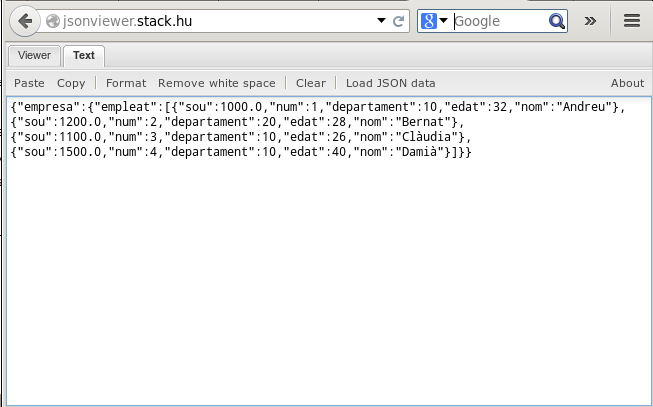 jsonviewer.stack.hu
Google
Viewer Text
Paste Copy Format Remove white space Clear Load JSON data About
{"empresa":{"empleat":[{"sou":1000.0,"num":1,"departament":10,"edat":32,"nom":"Andreu"},
{"sou":1200.0,"num":2,"departament":20,"edat":28,"nom":"Bernat"},
{"sou":1100.0,"num":3,"departament":10,"edat":26,"nom":"Clàudia"},
{"sou":1500.0,"num":4,"departament":10,"edat":40,"nom":"Damià"}]}}